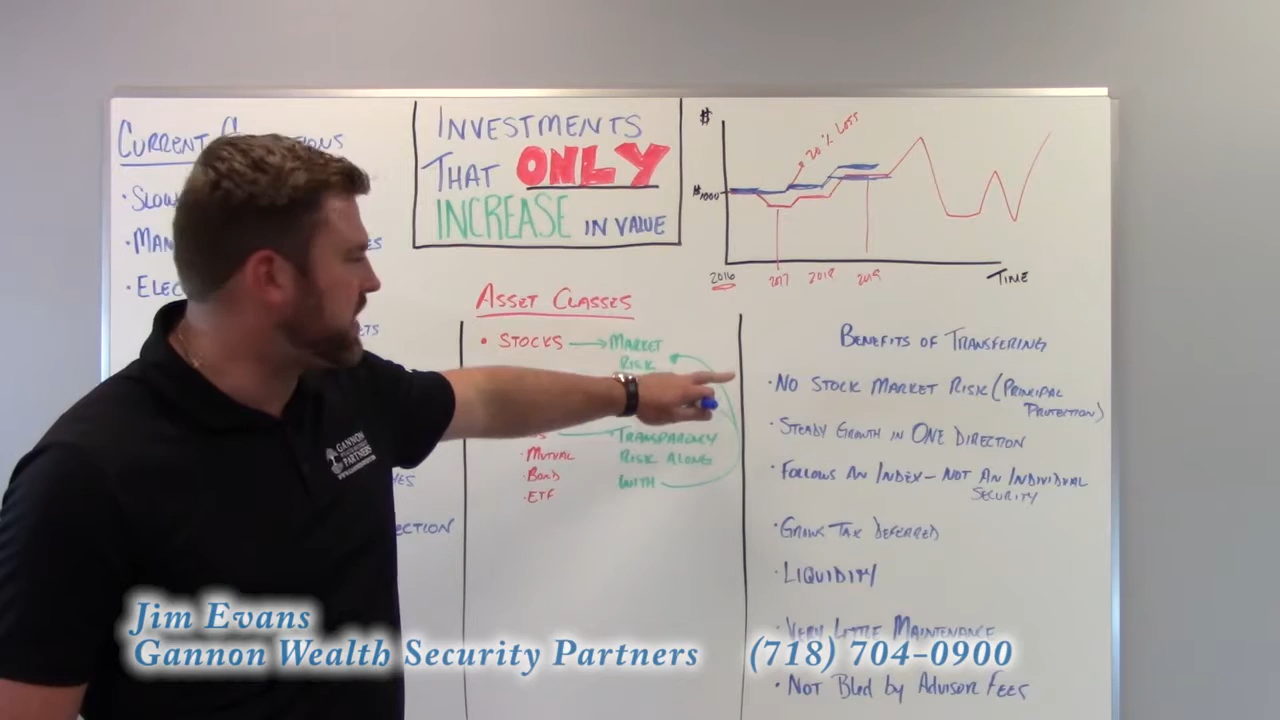 CURRENT
• SLOW
• MAN
• ELEC
INVESTMENTS
THAT ONLY
INCREASE IN VALUE
$
$1000
20% LOSS
2016
2017
2018
2019
TIME
ASSET CLASSES
• STOCKS → MARKET
RISK
TRANSPARENCY
• MUTUAL
RISK ALONG
• BOND
WITH
• ETF
BENEFITS OF TRANSFERING
• NO STOCK MARKET RISK (PRINCIPAL
PROTECTION)
• STEADY GROWTH IN ONE DIRECTION
• FOLLOWS AN INDEX – NOT AN INDIVIDUAL
SECURITY
• GROWS TAX DEFERRED
• LIQUIDITY
• VERY LITTLE MAINTENANCE
• NOT BLED BY ADVISOR FEES
GANNON
PARTNERS
Jim Evans
Gannon Wealth Security Partners (718) 704-0900